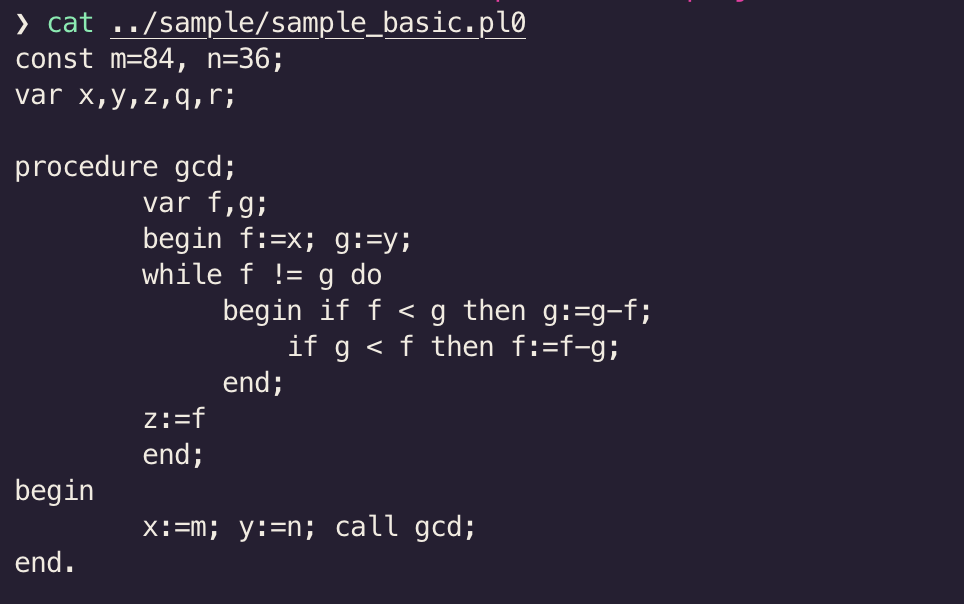 ❯ cat ../sample/sample_basic.pl0
const m=84, n=36;
var x,y,z,q,r;

procedure gcd;
        var f,g;
        begin f:=x; g:=y;
        while f != g do
             begin if f < g then g:=g-f;
                 if g < f then f:=f-g;
             end;
        z:=f
        end;
begin
        x:=m; y:=n; call gcd;
end.